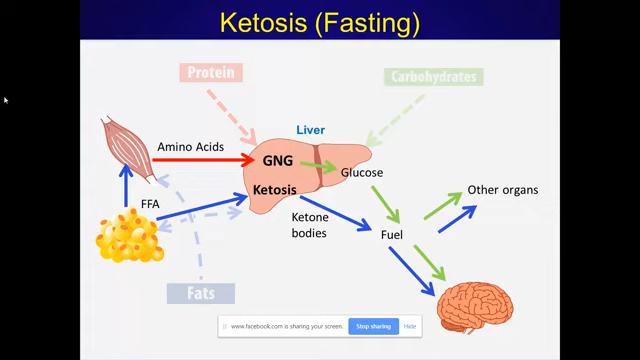 Ketosis (Fasting)
Protein
Carbohydrates
Liver
Amino Acids
GNG
Glucose
Ketosis
FFA
Other organs
Ketone
bodies
Fuel
Fats
www.facebook.com is sharing your screen.
Stop sharing
Hide